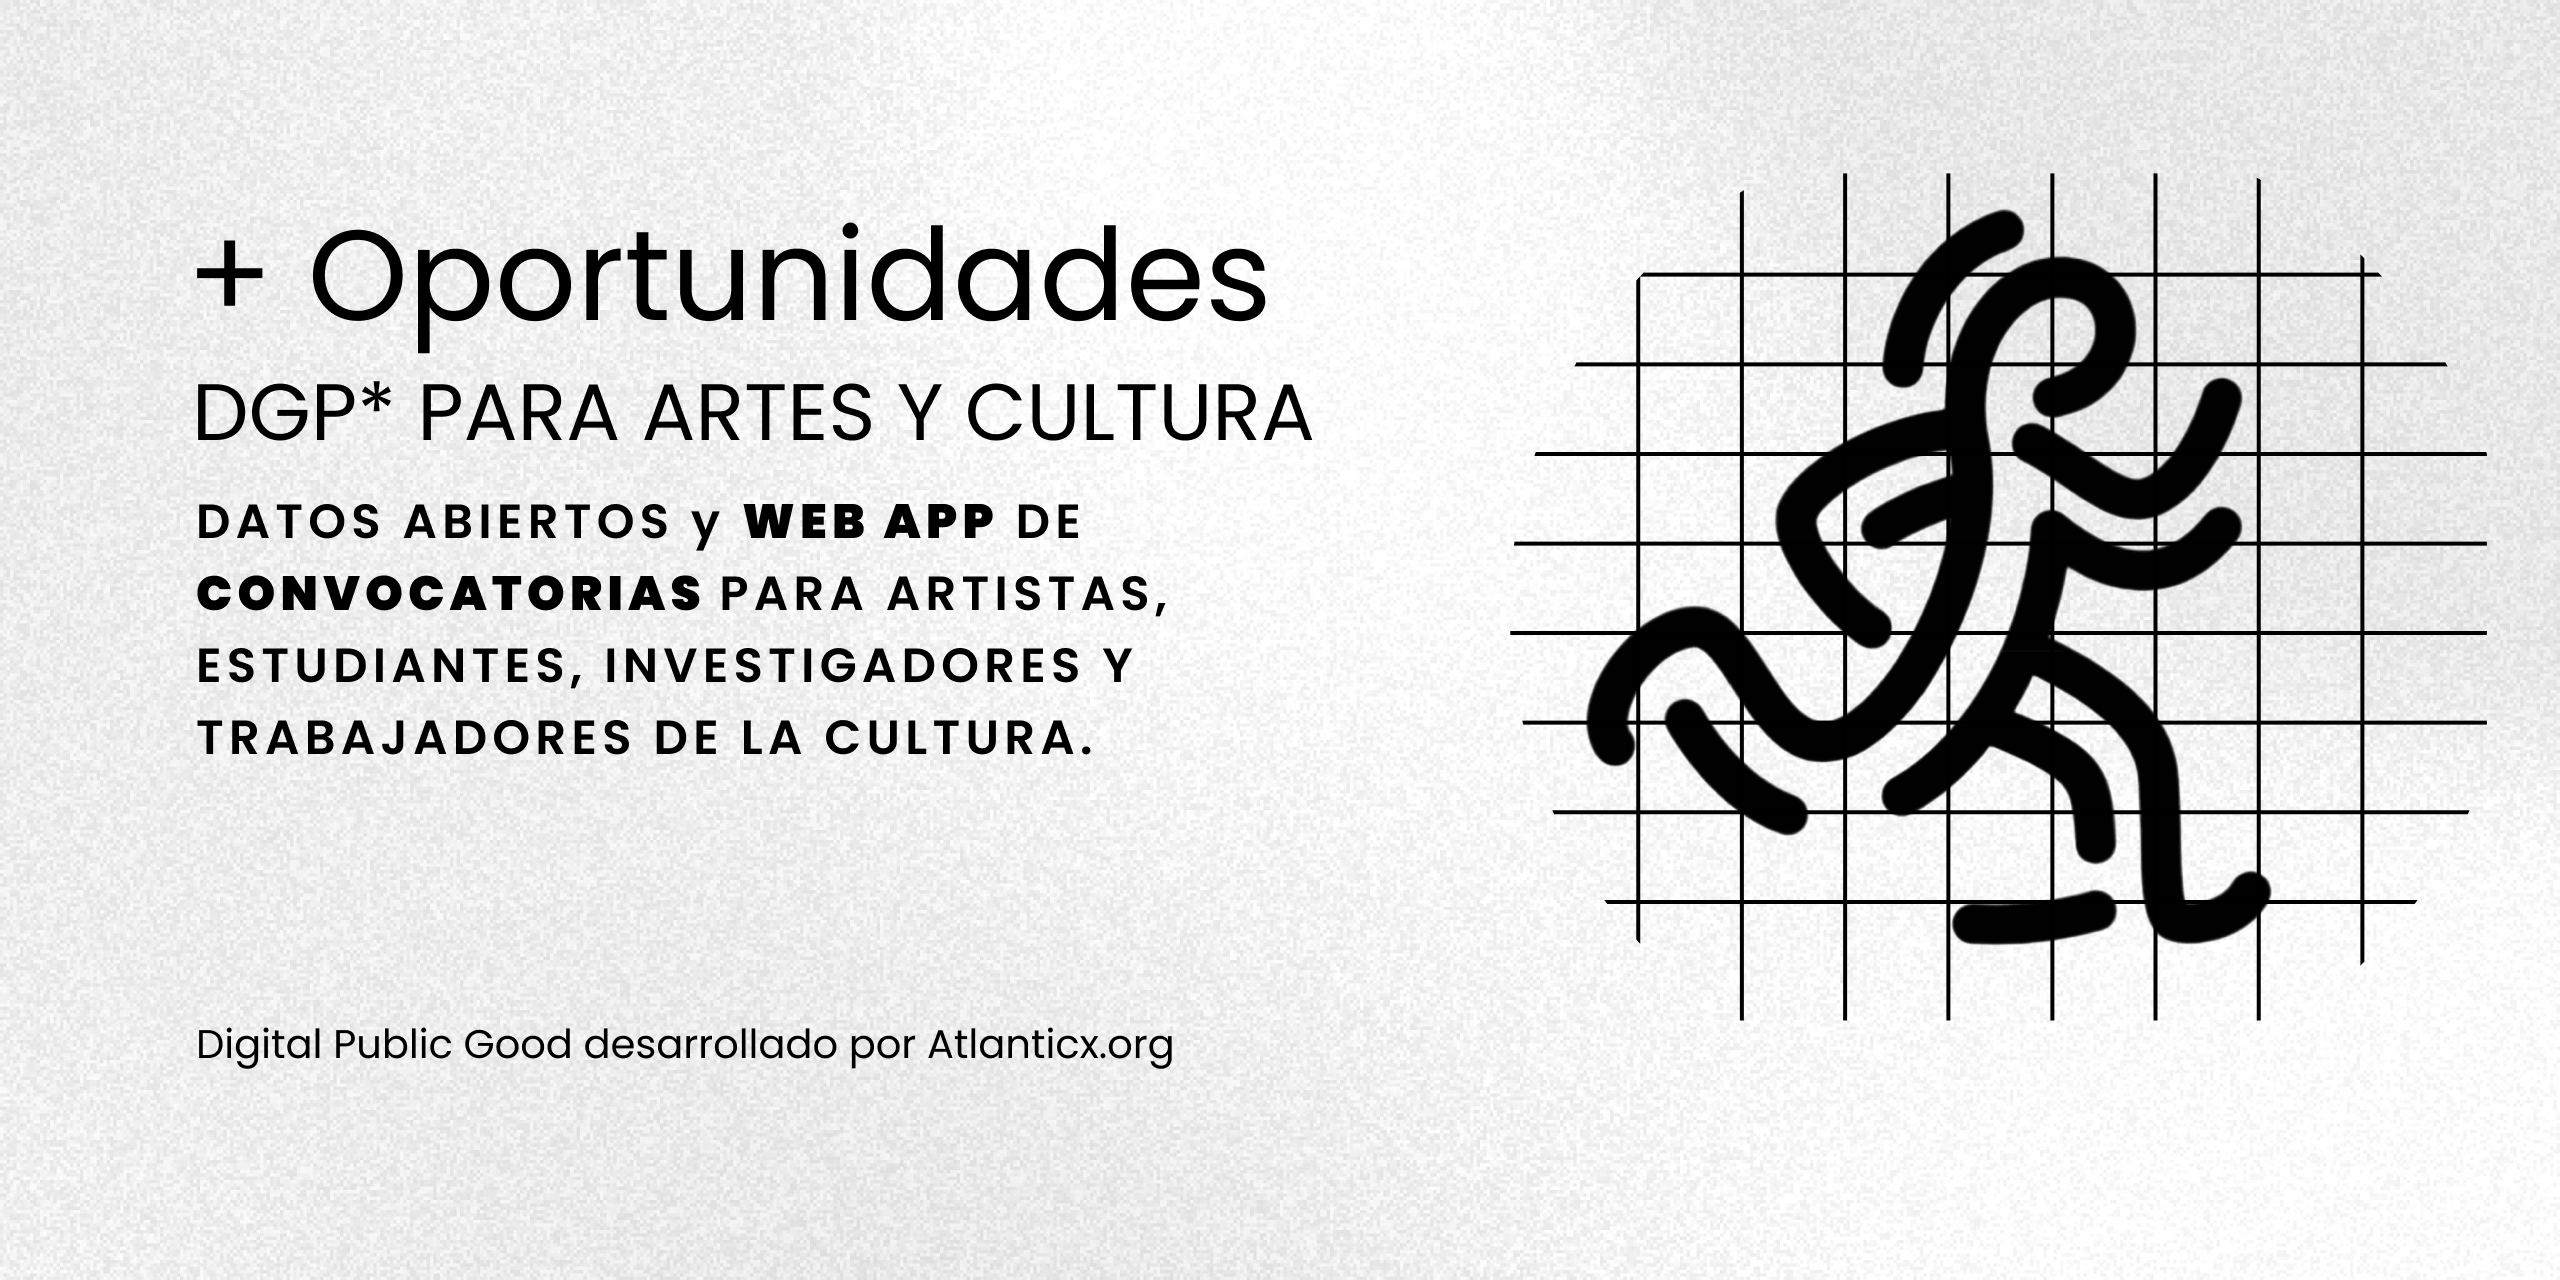 + Oportunidades
DGP* PARA ARTES Y CULTURA
DATOS ABIERTOS y WEB APP DE
CONVOCATORIAS PARA ARTISTAS,
ESTUDIANTES, INVESTIGADORES Y
TRABAJADORES DE LA CULTURA.
Digital Public Good desarrollado por Atlanticx.org